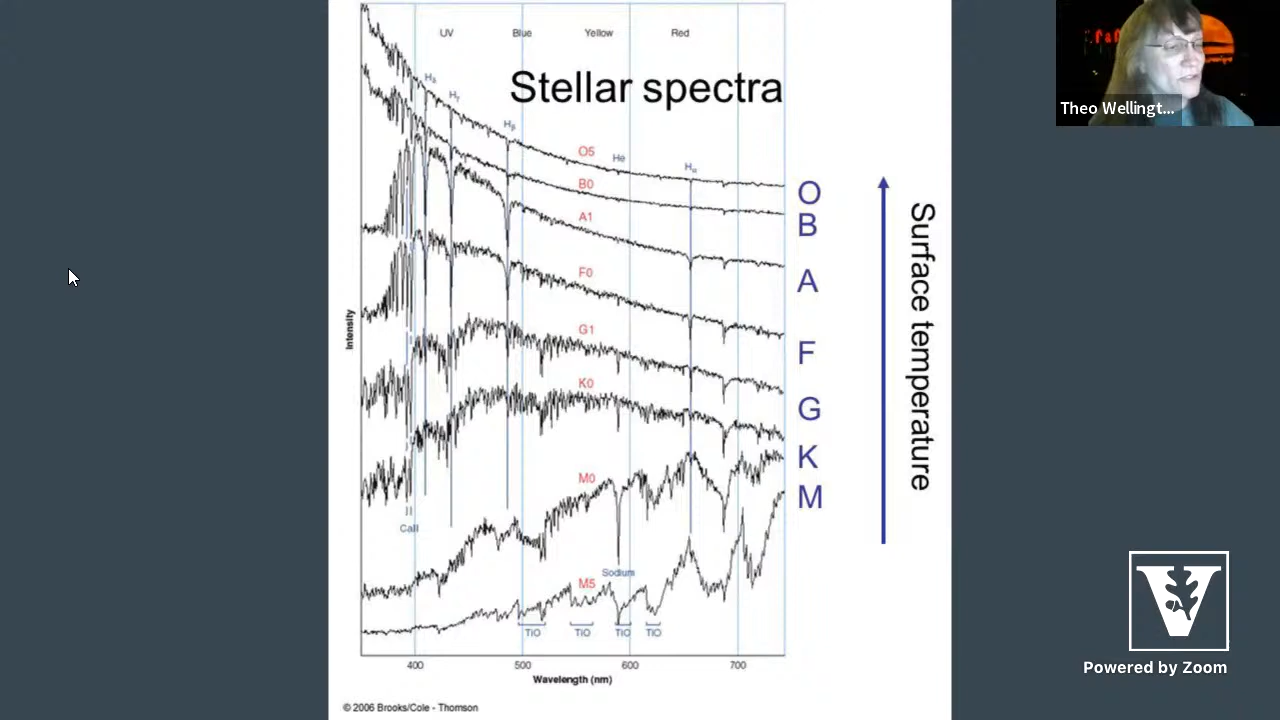 UV Blue Yellow Red
Stellar spectra
Hδ
Hγ
Hβ
He
Hα
O5
B0
A1
F0
G1
K0
M0
M5
O
B
A
F
G
K
M
Surface temperature
Intensity
CaII
Sodium
TiO TiO TiO TiO
400 500 600 700
Wavelength (nm)
© 2006 Brooks/Cole - Thomson
Theo Wellingt...
V
Powered by Zoom